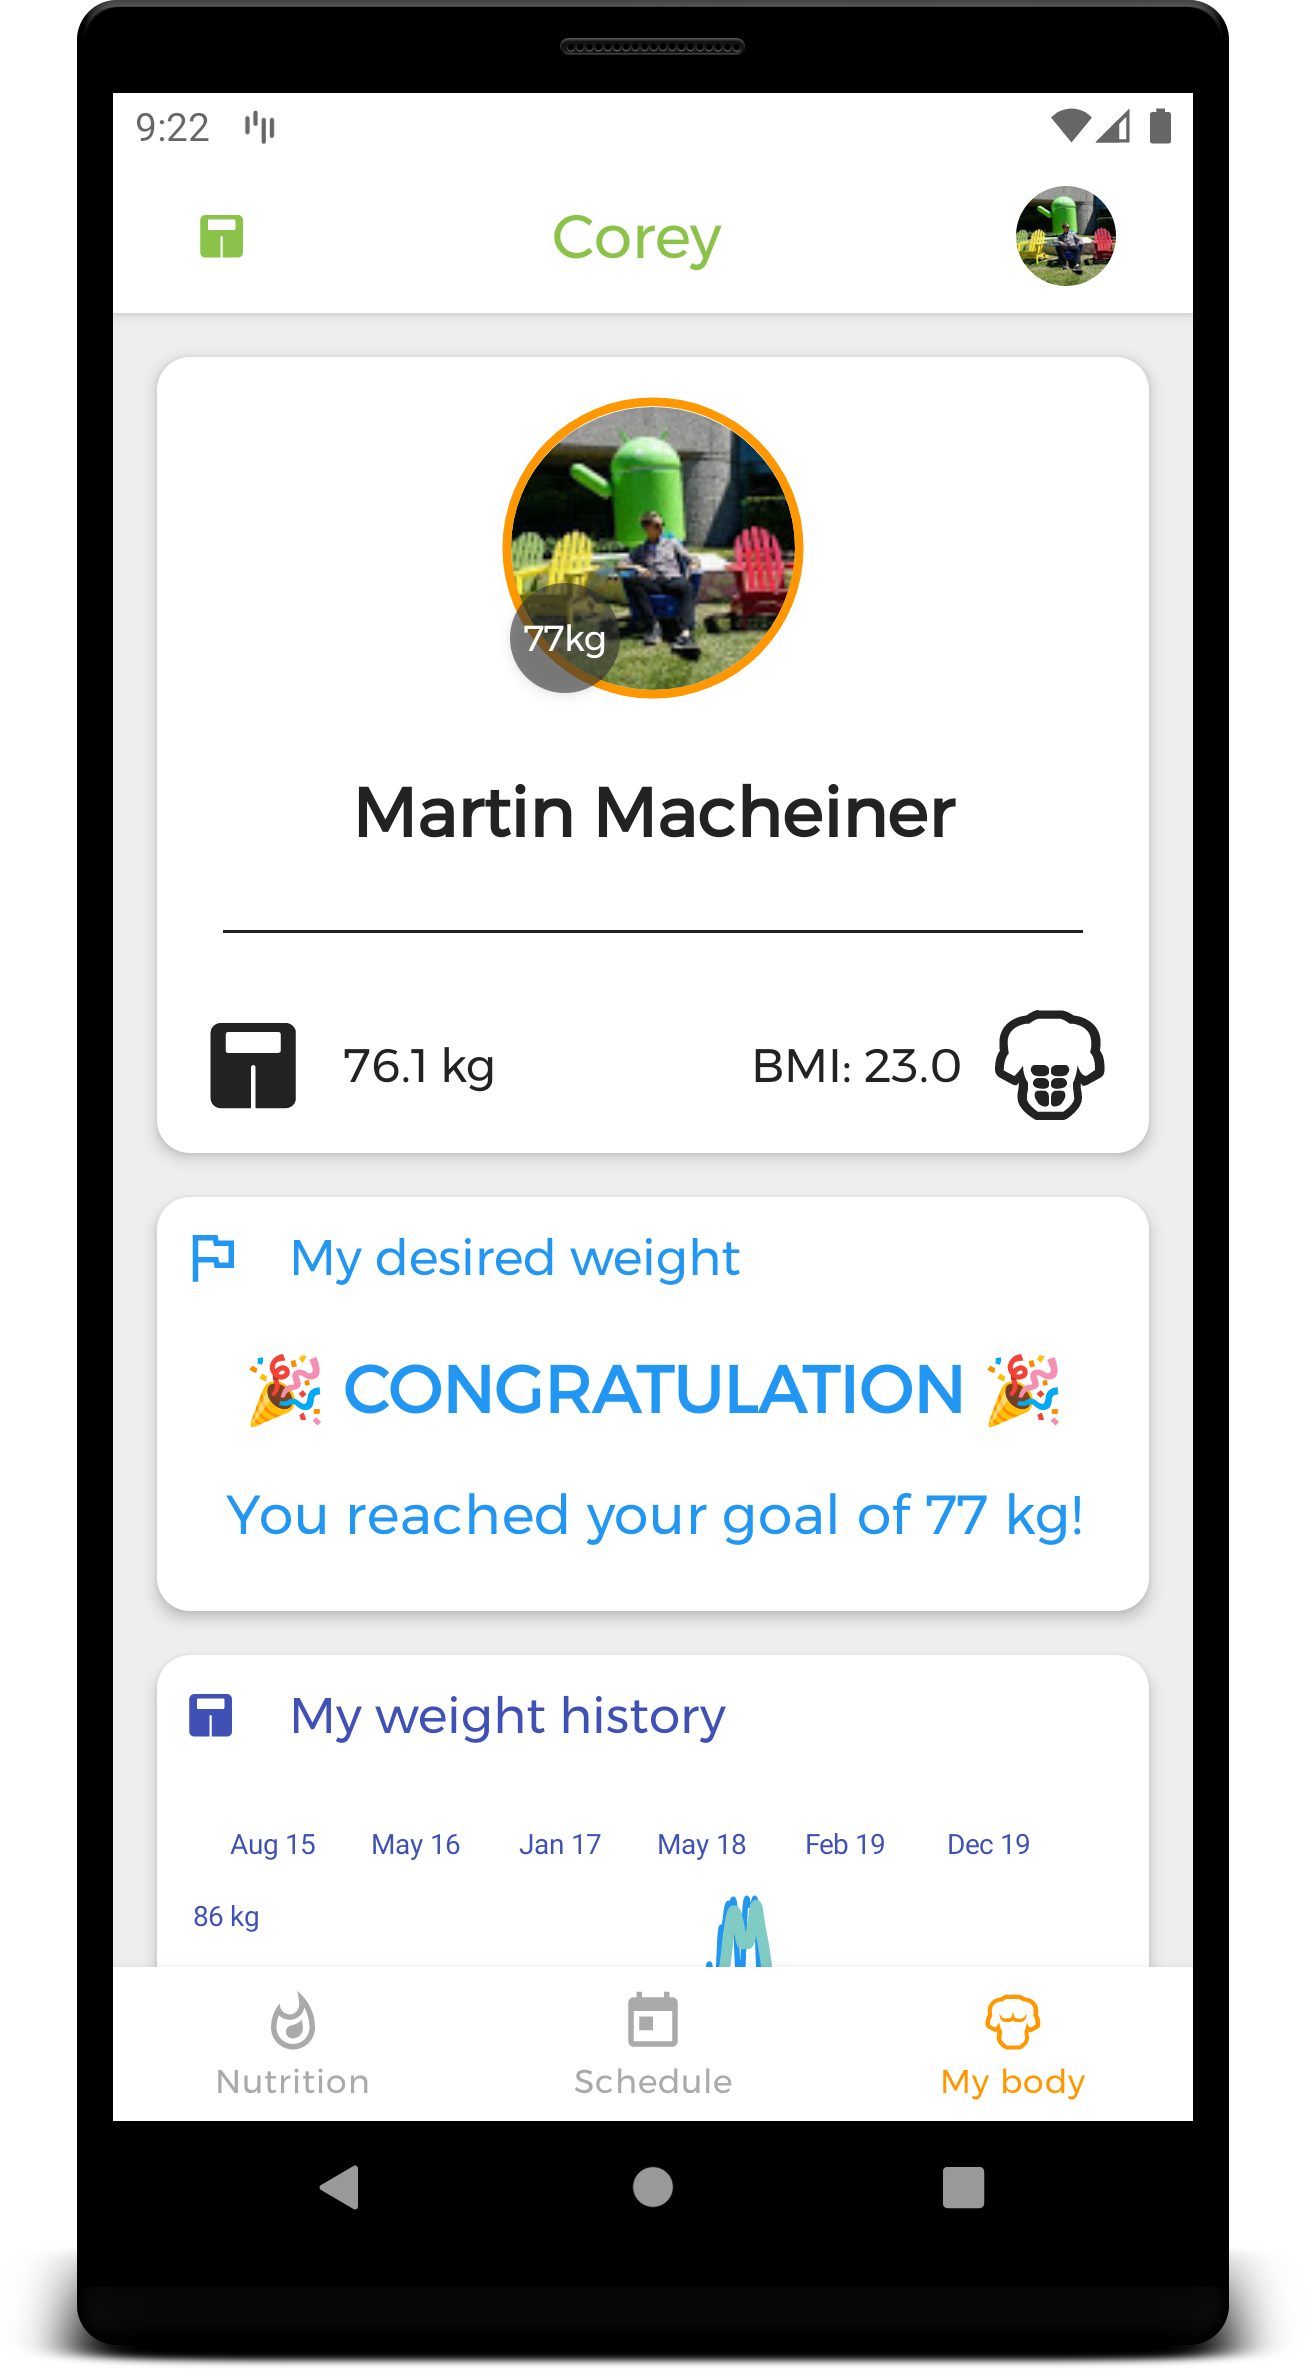 9:22
Corey
77kg
Martin Macheiner
76.1 kg
BMI: 23.0
My desired weight
🎉 CONGRATULATION 🎉
You reached your goal of 77 kg!
My weight history
Aug 15 May 16 Jan 17 May 18 Feb 19 Dec 19
86 kg
Nutrition Schedule My body